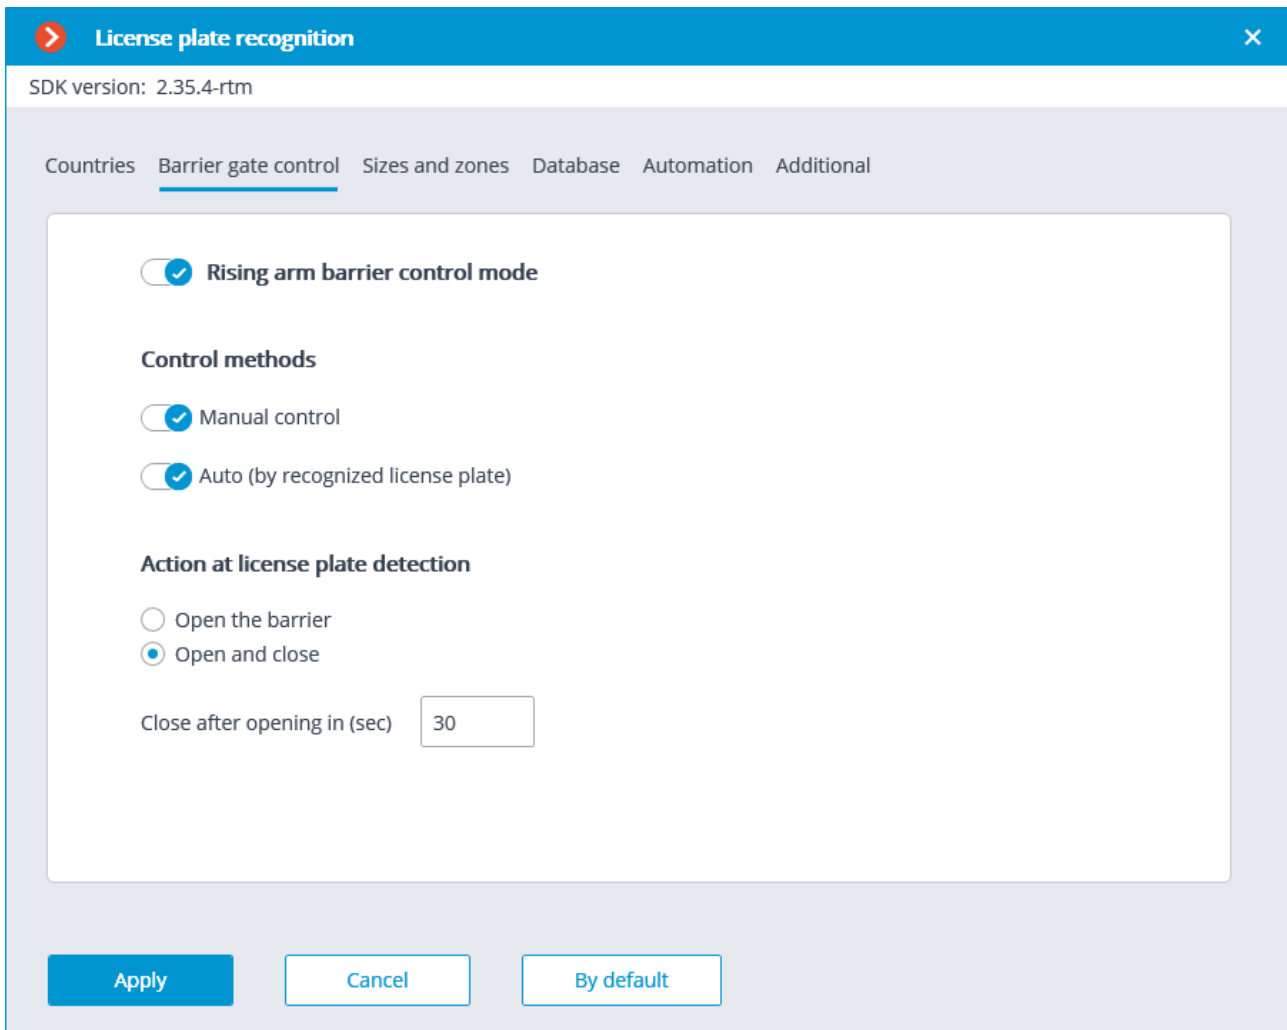 License plate recognition
SDK version: 2.35.4-rtm
Countries Barrier gate control Sizes and zones Database Automation Additional
Rising arm barrier control mode
Control methods
Manual control
Auto (by recognized license plate)
Action at license plate detection
Open the barrier
Open and close
Close after opening in (sec) 30
Apply Cancel By default